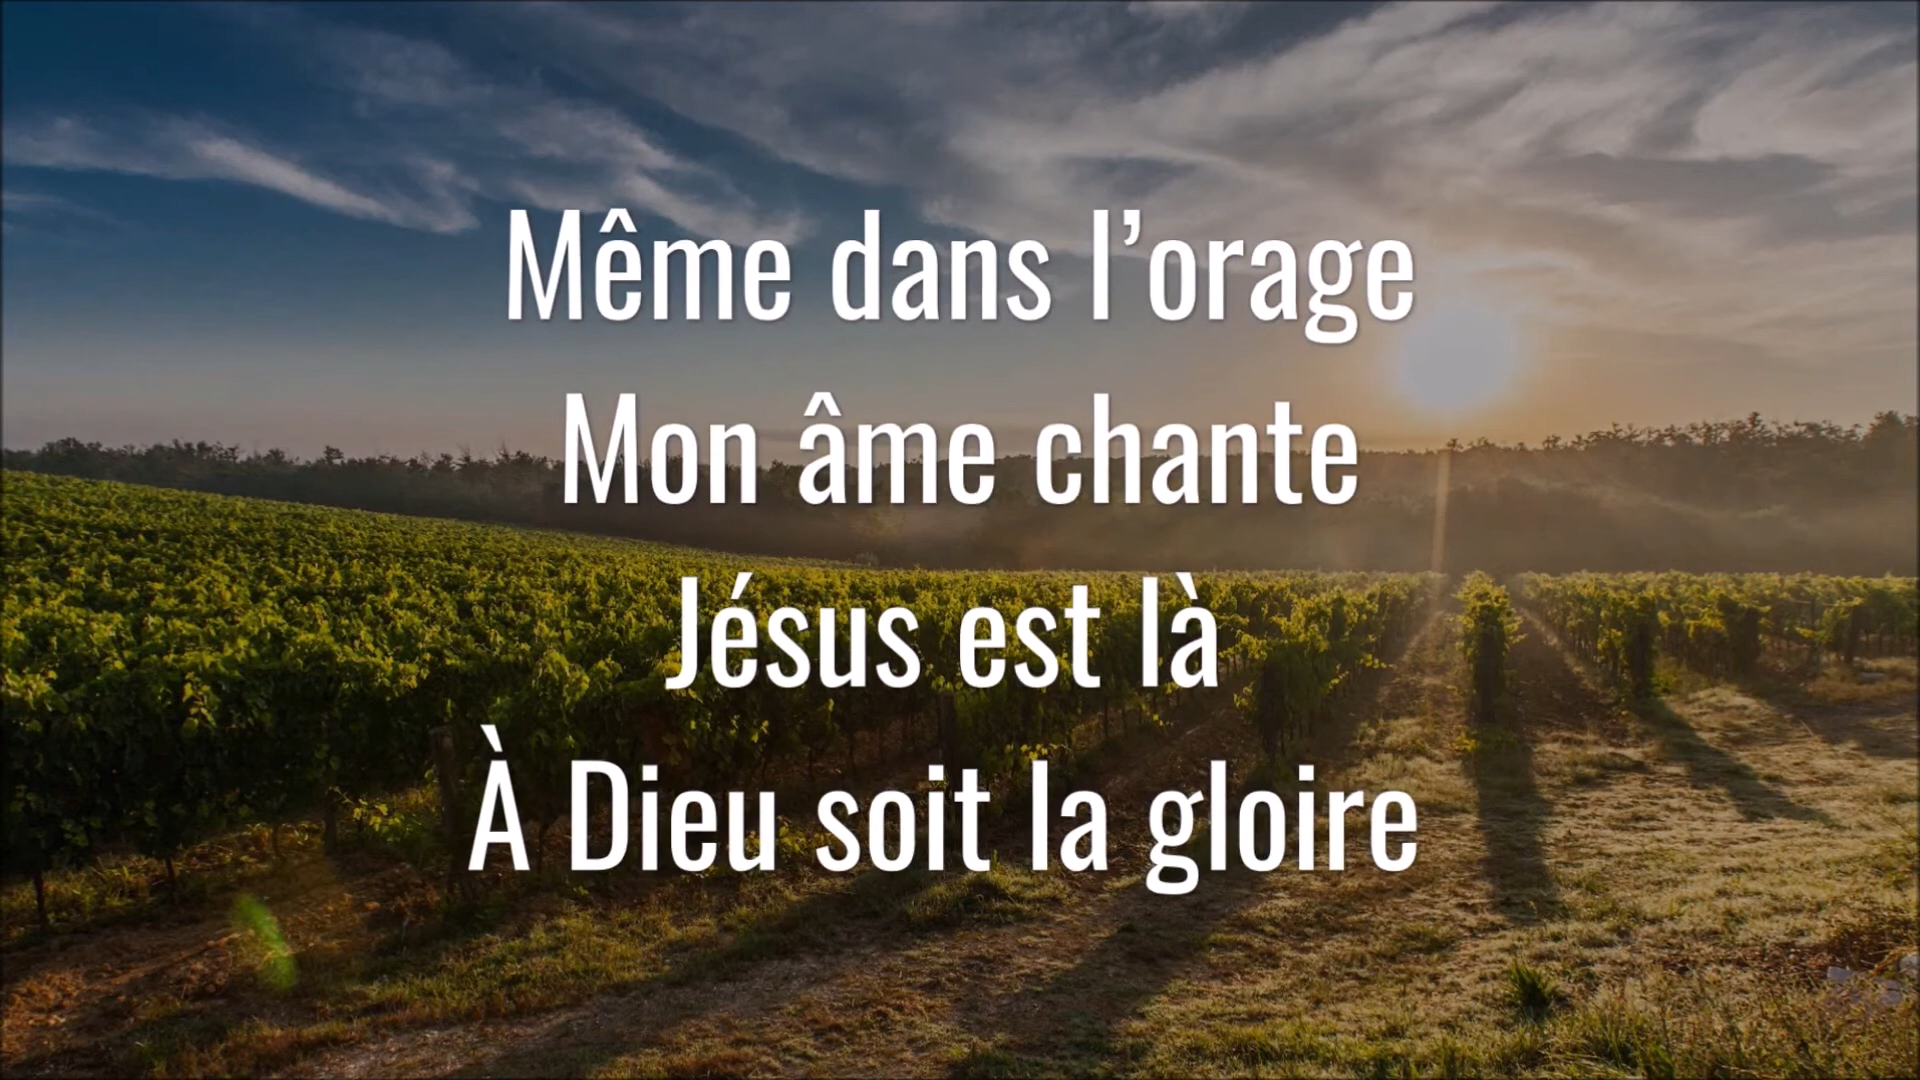 Même dans l’orage
Mon âme chante
Jésus est là
À Dieu soit la gloire